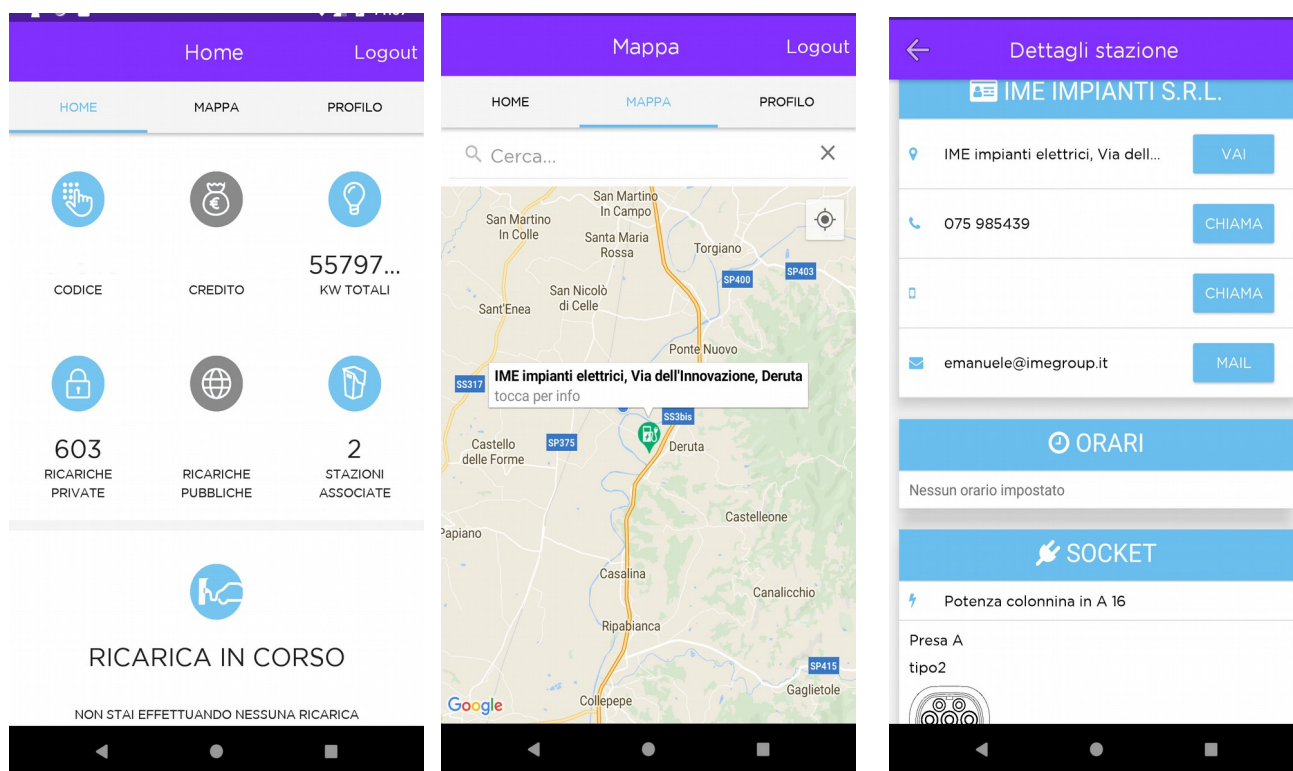 Home
Logout
HOME
MAPPA
PROFILO
CODICE
CREDITO
55797...
KW TOTALI
603
RICARICHE
PRIVATE
RICARICHE
PUBBLICHE
2
STAZIONI
ASSOCIATE
RICARICA IN CORSO
NON STAI EFFETTUANDO NESSUNA RICARICA
Mappa
Logout
HOME
MAPPA
PROFILO
Cerca...
San Martino
In Campo
San Martino
In Colle
Santa Maria
Rossa
Torgiano
SP403
SP400
San Nicolò
di Celle
Sant'Enea
Ponte Nuovo
IME impianti elettrici, Via dell'Innovazione, Deruta
tocca per info
SS317
SS3bis
Castello
delle Forme
SP375
Deruta
Castelleone
Papiano
Casalina
Canalicchio
Ripabianca
SP415
Gaglietole
Collepepe
Google
Dettagli stazione
IME IMPIANTI S.R.L.
IME impianti elettrici, Via dell...
VAI
075 985439
CHIAMA
CHIAMA
emanuele@imegroup.it
MAIL
ORARI
Nessun orario impostato
SOCKET
Potenza colonnina in A 16
Presa A
tipo2